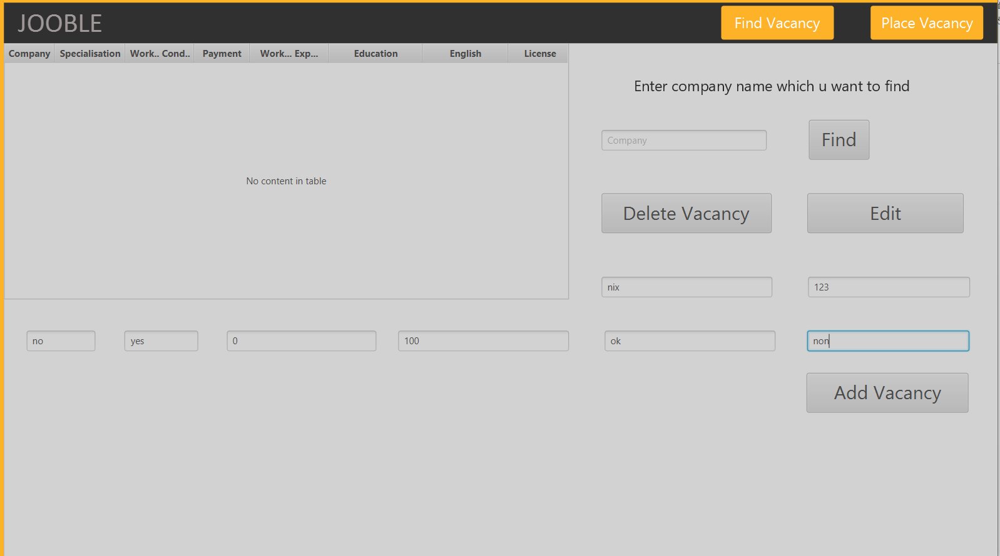 JOOBLE
Find Vacancy
Place Vacancy
Company Specialisation Work.. Cond.. Payment Work... Exp... Education English License
No content in table
Enter company name which u want to find
Company
Find
Delete Vacancy
Edit
nix
123
no
yes
0
100
ok
non
Add Vacancy